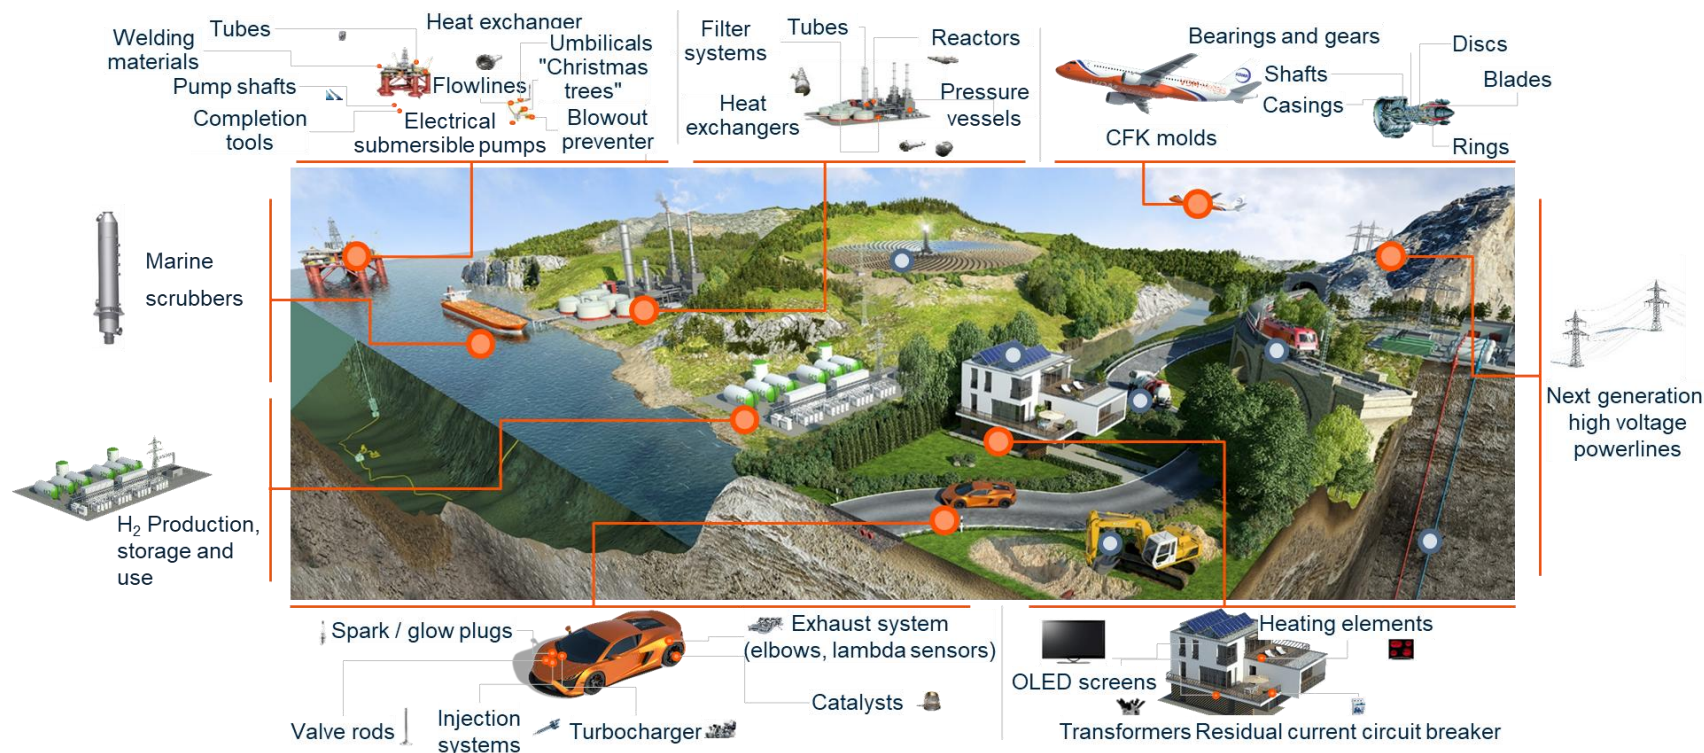 Tubes
Heat exchanger
Welding
materials
Umbilicals
"Christmas
trees"
Pump shafts
Flowlines
Completion
tools
Electrical
submersible pumps
Blowout
preventer
Filter
systems
Tubes
Reactors
Heat
exchangers
Pressure
vessels
Bearings and gears
Discs
Shafts
Blades
Casings
CFK molds
Rings
Marine
scrubbers
H2 Production,
storage and
use
Next generation
high voltage
powerlines
Spark / glow plugs
Exhaust system
(elbows, lambda sensors)
Catalysts
Valve rods
Injection
systems
Turbocharger
Heating elements
OLED screens
Transformers
Residual current circuit breaker